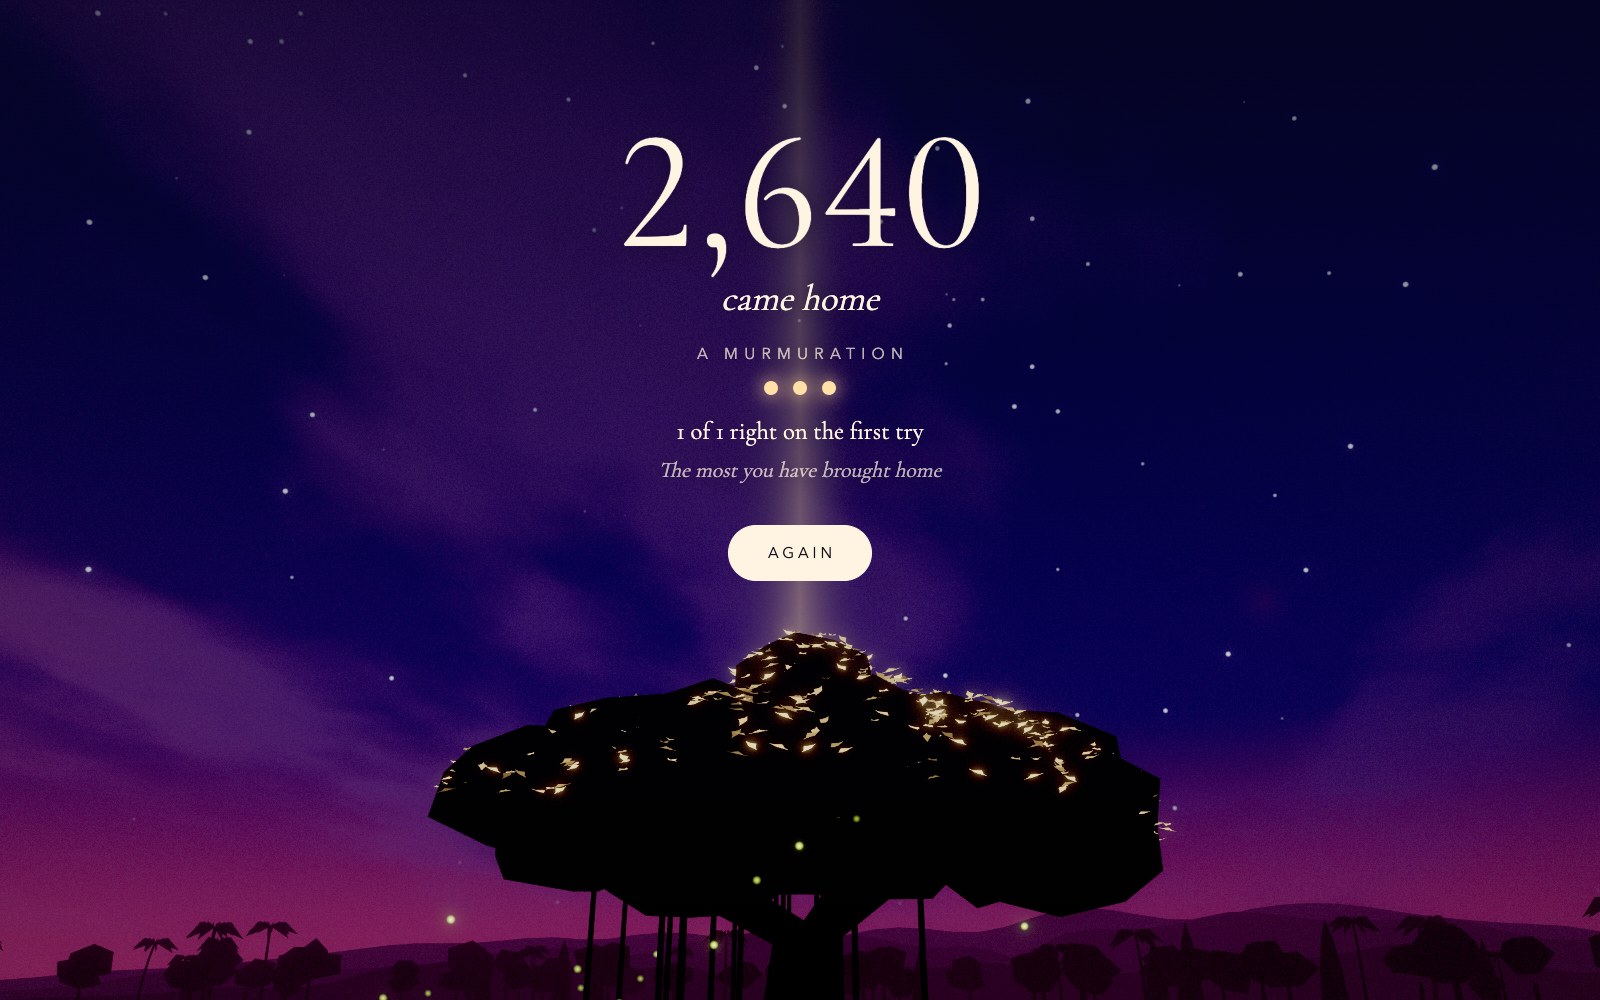 2,640
came home
A MURMURATION
1 of 1 right on the first try
The most you have brought home
AGAIN